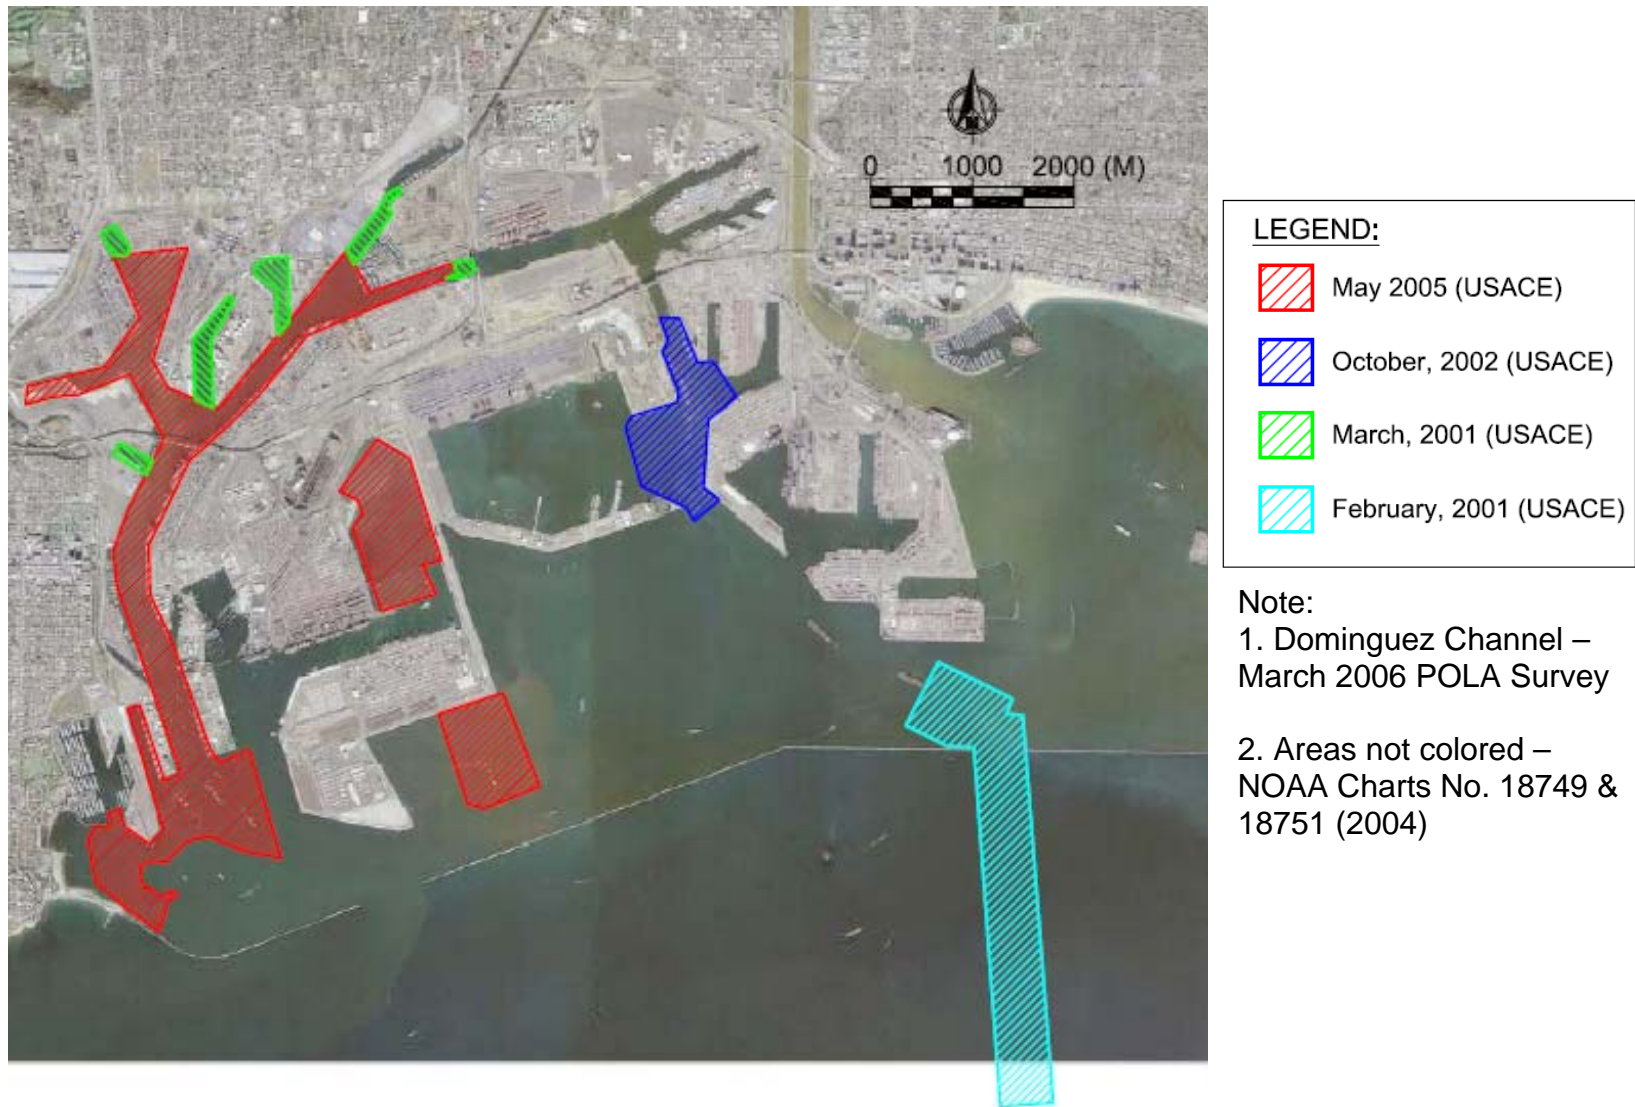 0 1000 2000 (M)
LEGEND:
May 2005 (USACE)
October, 2002 (USACE)
March, 2001 (USACE)
February, 2001 (USACE)
Note:
1. Dominguez Channel –
March 2006 POLA Survey
2. Areas not colored –
NOAA Charts No. 18749 &
18751 (2004)